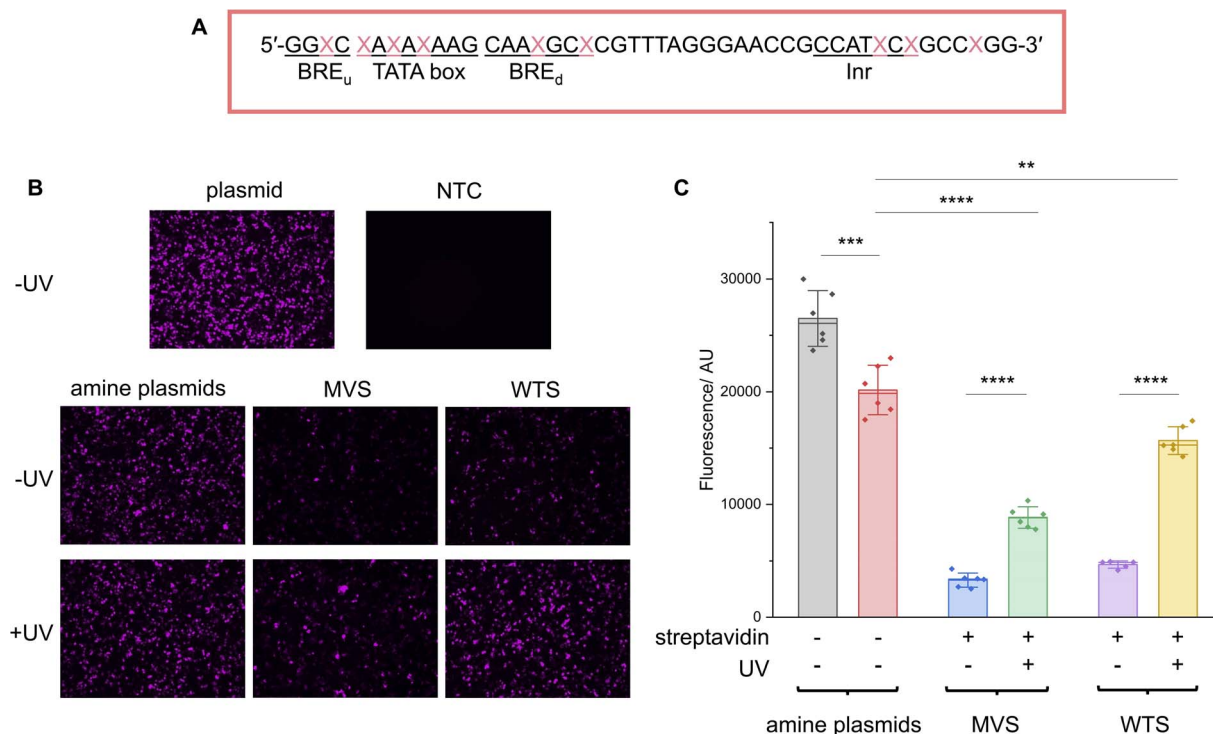 A
5′-GGXC XAXAXAAG CAAXGCXCGTTTAGGGAACCGCCATXCXGCCXGG-3′
BREu TATA box BREd Inr
B
plasmid NTC
-UV
amine plasmids MVS WTS
-UV
+UV
C
**
****
***
**** ****
Fluorescence/ AU
30000
20000
10000
0
streptavidin - - + + + +
UV - - - + - +
amine plasmids MVS WTS